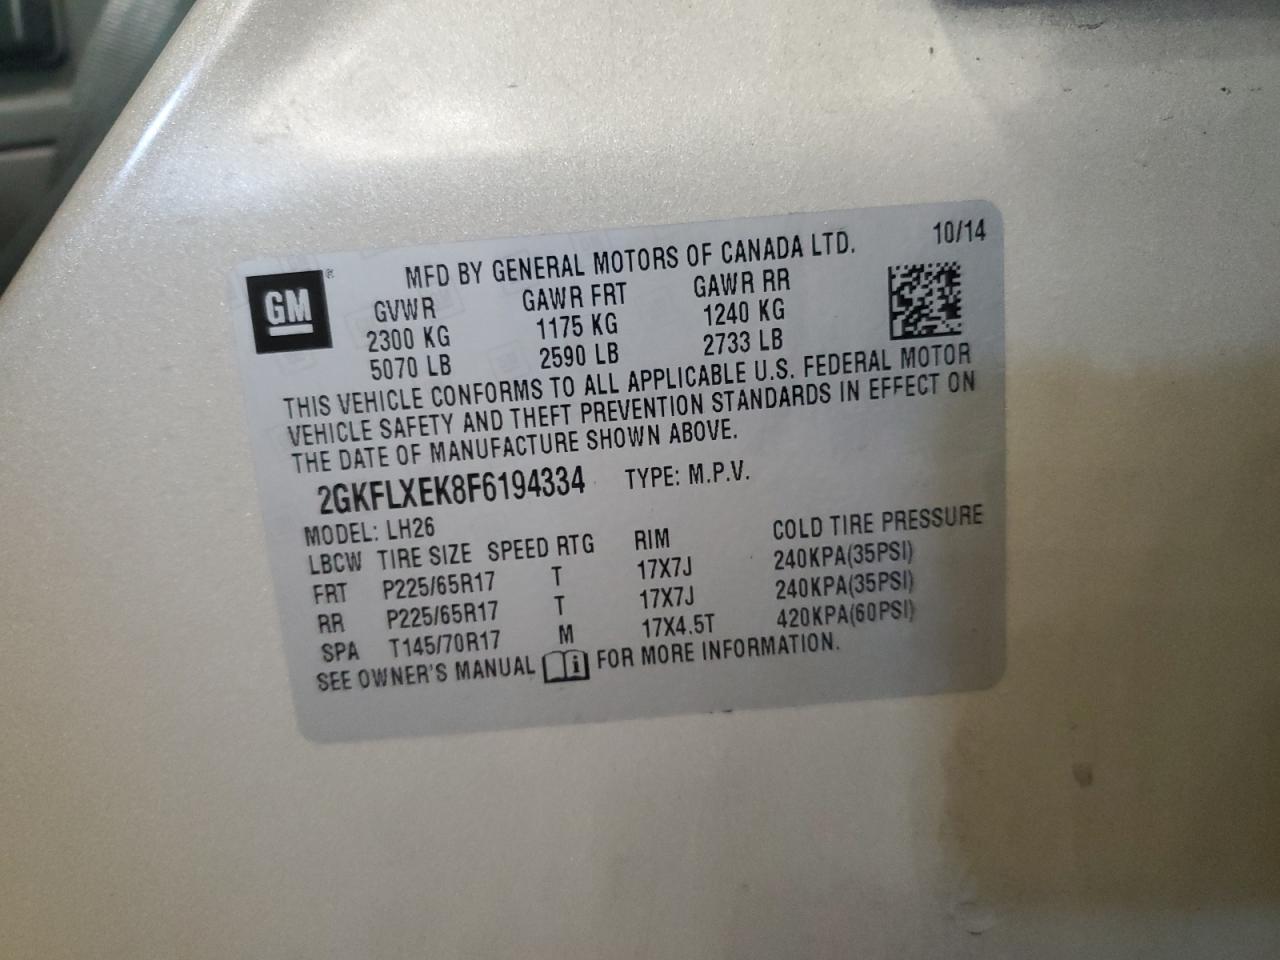 GM
MFD BY GENERAL MOTORS OF CANADA LTD. 10/14
GVWR GAWR FRT GAWR RR
2300 KG 1175 KG 1240 KG
5070 LB 2590 LB 2733 LB
THIS VEHICLE CONFORMS TO ALL APPLICABLE U.S. FEDERAL MOTOR
VEHICLE SAFETY AND THEFT PREVENTION STANDARDS IN EFFECT ON
THE DATE OF MANUFACTURE SHOWN ABOVE.
2GKFLXEK8F6194334 TYPE: M.P.V.
MODEL: LH26
LBCW TIRE SIZE SPEED RTG RIM COLD TIRE PRESSURE
FRT P225/65R17 T 17X7J 240KPA(35PSI)
RR P225/65R17 T 17X7J 240KPA(35PSI)
SPA T145/70R17 M 17X4.5T 420KPA(60PSI)
SEE OWNER'S MANUAL FOR MORE INFORMATION.